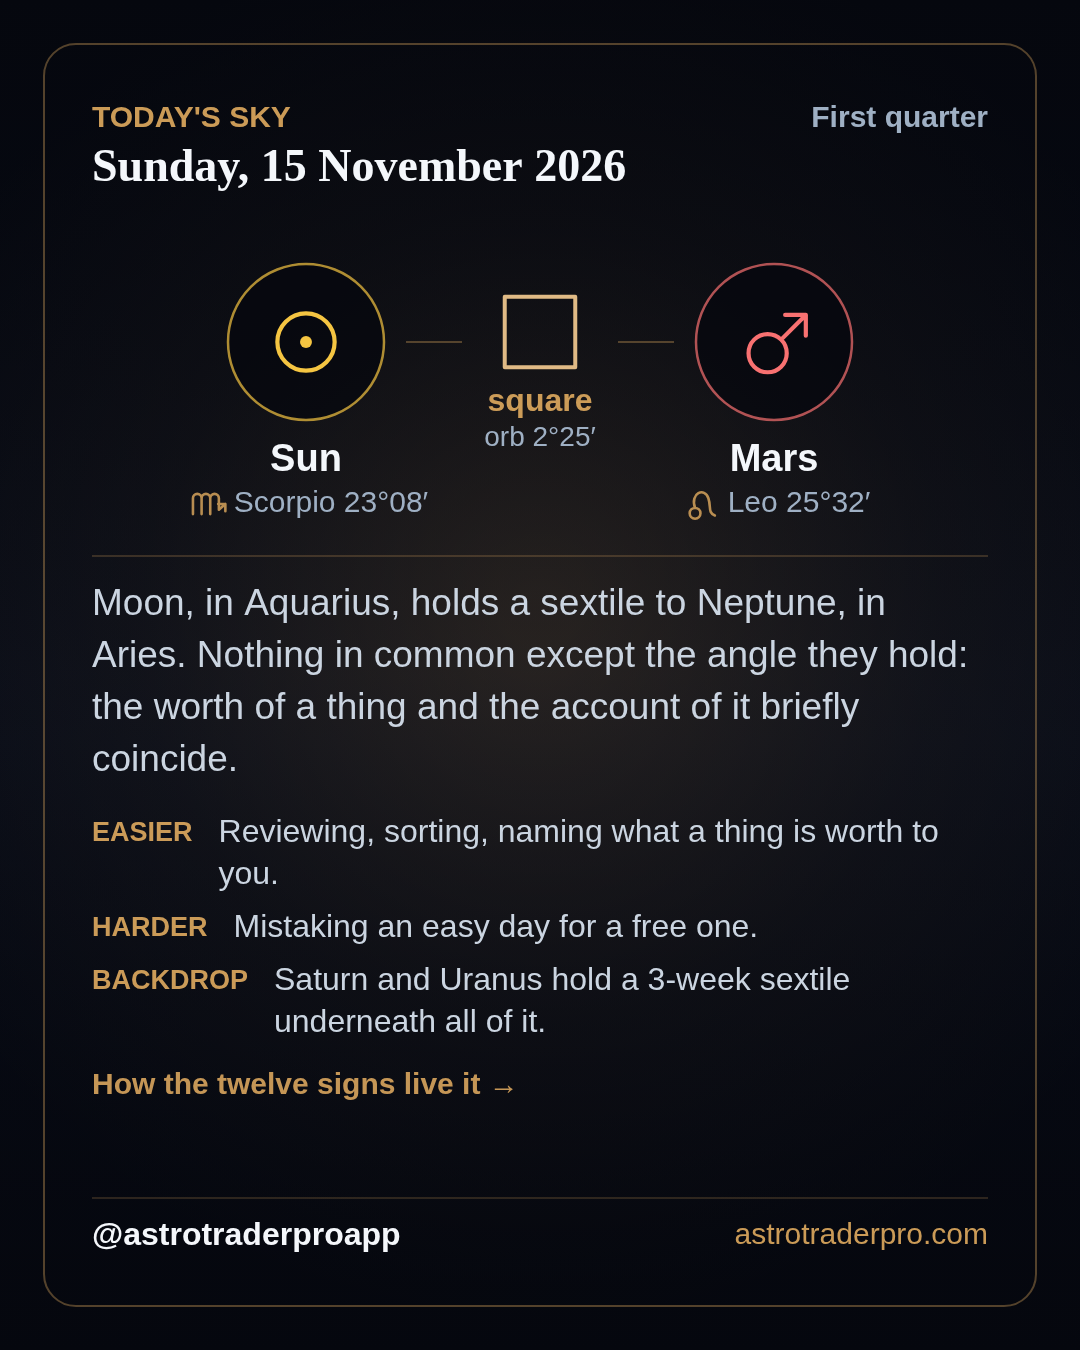 TODAY'S SKY
First quarter
Sunday, 15 November 2026
square
orb 2°25′
Sun
Mars
Scorpio 23°08′
Leo 25°32′
Moon, in Aquarius, holds a sextile to Neptune, in
Aries. Nothing in common except the angle they hold:
the worth of a thing and the account of it briefly
coincide.
EASIER Reviewing, sorting, naming what a thing is worth to
you.
HARDER Mistaking an easy day for a free one.
BACKDROP Saturn and Uranus hold a 3-week sextile
underneath all of it.
How the twelve signs live it →
@astrotraderproapp
astrotraderpro.com